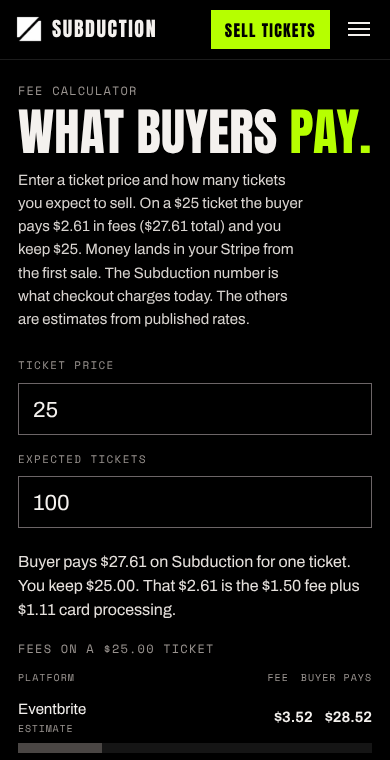 SUBDUCTION
SELL TICKETS
FEE CALCULATOR
WHAT BUYERS PAY.
Enter a ticket price and how many tickets
you expect to sell. On a $25 ticket the buyer
pays $2.61 in fees ($27.61 total) and you
keep $25. Money lands in your Stripe from
the first sale. The Subduction number is
what checkout charges today. The others
are estimates from published rates.
TICKET PRICE
25
EXPECTED TICKETS
100
Buyer pays $27.61 on Subduction for one ticket.
You keep $25.00. That $2.61 is the $1.50 fee plus
$1.11 card processing.
FEES ON A $25.00 TICKET
PLATFORM FEE BUYER PAYS
Eventbrite $3.52 $28.52
ESTIMATE